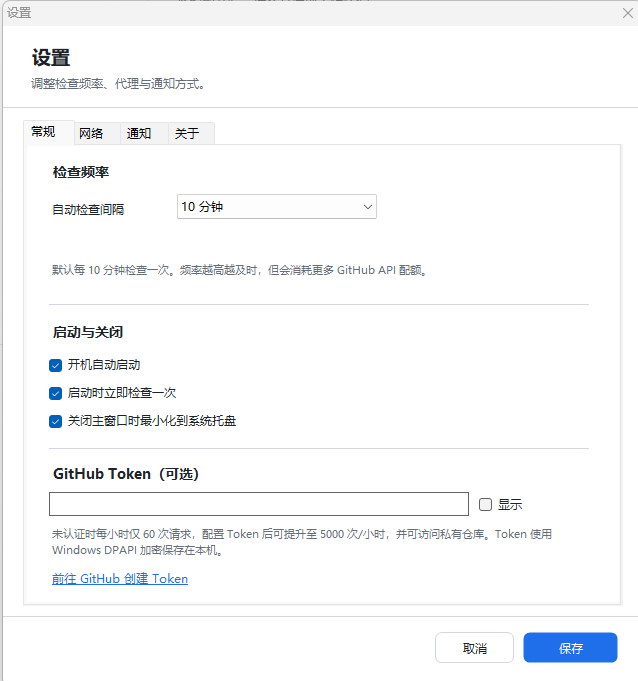 设置
设置
调整检查频率、代理与通知方式。
常规 网络 通知 关于
检查频率
自动检查间隔 10 分钟
默认每 10 分钟检查一次。频率越高越及时，但会消耗更多 GitHub API 配额。
启动与关闭
开机自动启动
启动时立即检查一次
关闭主窗口时最小化到系统托盘
GitHub Token（可选）
显示
未认证时每小时仅 60 次请求，配置 Token 后可提升至 5000 次/小时，并可访问私有仓库。Token 使用
Windows DPAPI 加密保存在本机。
前往 GitHub 创建 Token
取消 保存